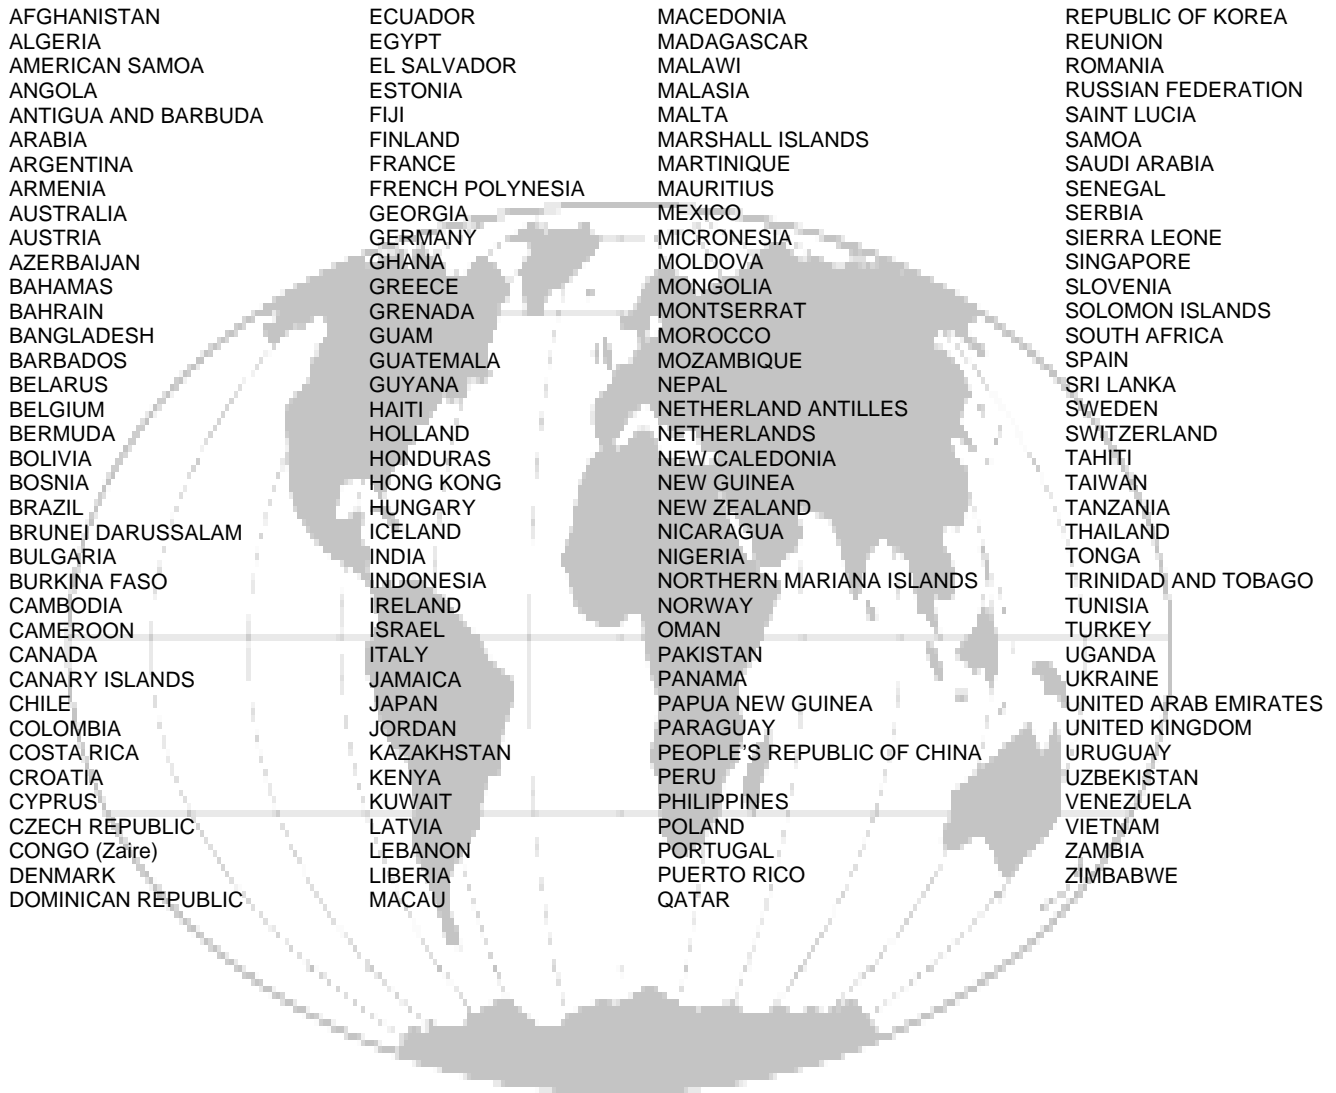 AFGHANISTAN
ALGERIA
AMERICAN SAMOA
ANGOLA
ANTIGUA AND BARBUDA
ARABIA
ARGENTINA
ARMENIA
AUSTRALIA
AUSTRIA
AZERBAIJAN
BAHAMAS
BAHRAIN
BANGLADESH
BARBADOS
BELARUS
BELGIUM
BERMUDA
BOLIVIA
BOSNIA
BRAZIL
BRUNEI DARUSSALAM
BULGARIA
BURKINA FASO
CAMBODIA
CAMEROON
CANADA
CANARY ISLANDS
CHILE
COLOMBIA
COSTA RICA
CROATIA
CYPRUS
CZECH REPUBLIC
CONGO (Zaire)
DENMARK
DOMINICAN REPUBLIC
ECUADOR
EGYPT
EL SALVADOR
ESTONIA
FIJI
FINLAND
FRANCE
FRENCH POLYNESIA
GEORGIA
GERMANY
GHANA
GREECE
GRENADA
GUAM
GUATEMALA
GUYANA
HAITI
HOLLAND
HONDURAS
HONG KONG
HUNGARY
ICELAND
INDIA
INDONESIA
IRELAND
ISRAEL
ITALY
JAMAICA
JAPAN
JORDAN
KAZAKHSTAN
KENYA
KUWAIT
LATVIA
LEBANON
LIBERIA
MACAU
MACEDONIA
MADAGASCAR
MALAWI
MALASIA
MALTA
MARSHALL ISLANDS
MARTINIQUE
MAURITIUS
MEXICO
MICRONESIA
MOLDOVA
MONGOLIA
MONTSERRAT
MOROCCO
MOZAMBIQUE
NEPAL
NETHERLAND ANTILLES
NETHERLANDS
NEW CALEDONIA
NEW GUINEA
NEW ZEALAND
NICARAGUA
NIGERIA
NORTHERN MARIANA ISLANDS
NORWAY
OMAN
PAKISTAN
PANAMA
PAPUA NEW GUINEA
PARAGUAY
PEOPLE'S REPUBLIC OF CHINA
PERU
PHILIPPINES
POLAND
PORTUGAL
PUERTO RICO
QATAR
REPUBLIC OF KOREA
REUNION
ROMANIA
RUSSIAN FEDERATION
SAINT LUCIA
SAMOA
SAUDI ARABIA
SENEGAL
SERBIA
SIERRA LEONE
SINGAPORE
SLOVENIA
SOLOMON ISLANDS
SOUTH AFRICA
SPAIN
SRI LANKA
SWEDEN
SWITZERLAND
TAHITI
TAIWAN
TANZANIA
THAILAND
TONGA
TRINIDAD AND TOBAGO
TUNISIA
TURKEY
UGANDA
UKRAINE
UNITED ARAB EMIRATES
UNITED KINGDOM
URUGUAY
UZBEKISTAN
VENEZUELA
VIETNAM
ZAMBIA
ZIMBABWE